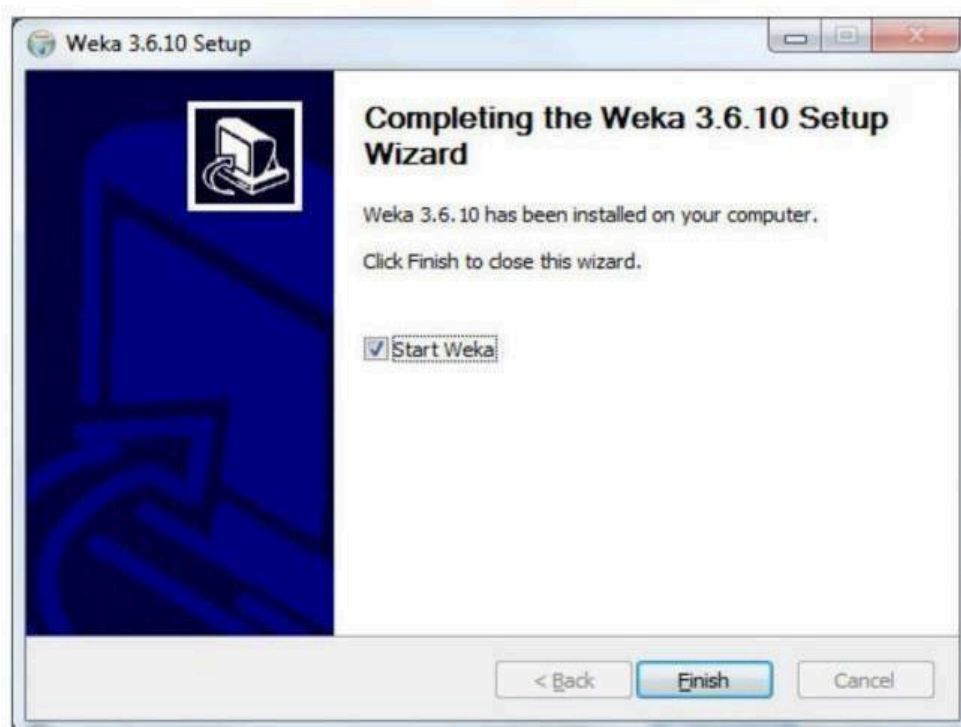 Weka 3.6.10 Setup
Completing the Weka 3.6.10 Setup
Wizard
Weka 3.6.10 has been installed on your computer.
Click Finish to close this wizard.
Start Weka
< Back
Finish
Cancel